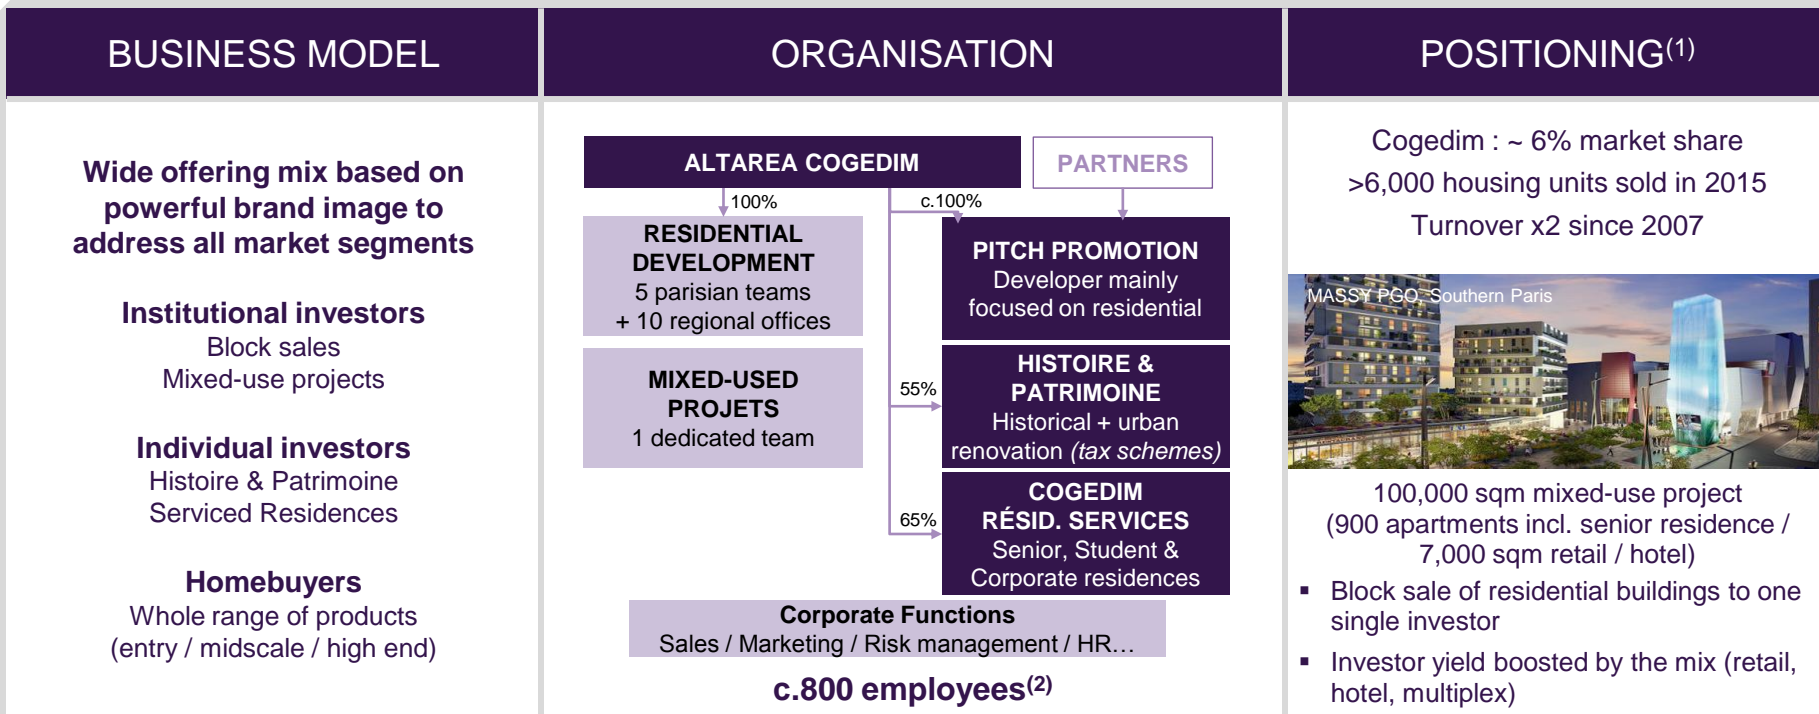 BUSINESS MODEL
Wide offering mix based on
powerful brand image to
address all market segments
Institutional investors
Block sales
Mixed-use projects
Individual investors
Histoire & Patrimoine
Serviced Residences
Homebuyers
Whole range of products
(entry / midscale / high end)
ORGANISATION
ALTAREA COGEDIM
PARTNERS
100%
c.100%
RESIDENTIAL
DEVELOPMENT
5 parisian teams
+ 10 regional offices
MIXED-USED
PROJETS
1 dedicated team
PITCH PROMOTION
Developer mainly
focused on residential
55%
HISTOIRE &
PATRIMOINE
Historical + urban
renovation (tax schemes)
65%
COGEDIM
RÉSID. SERVICES
Senior, Student &
Corporate residences
Corporate Functions
Sales / Marketing / Risk management / HR…
c.800 employees(2)
POSITIONING(1)
Cogedim : ~ 6% market share
>6,000 housing units sold in 2015
Turnover x2 since 2007
MASSY PGO, Southern Paris
100,000 sqm mixed-use project
(900 apartments incl. senior residence /
7,000 sqm retail / hotel)
▪ Block sale of residential buildings to one
single investor
▪ Investor yield boosted by the mix (retail,
hotel, multiplex)